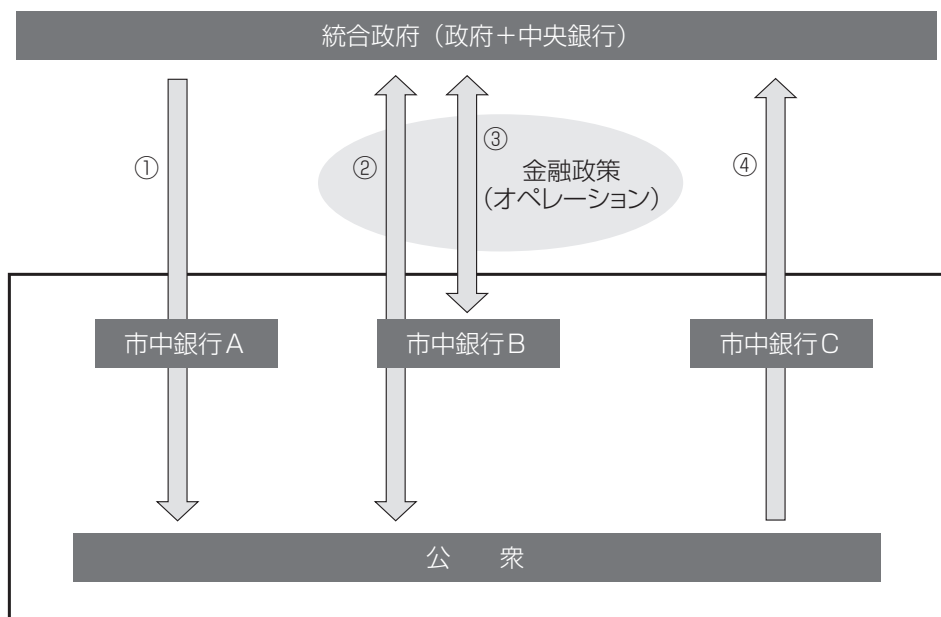 統合政府（政府＋中央銀行）
①
②
③
金融政策
（オペレーション）
④
市中銀行A
市中銀行B
市中銀行C
公　衆